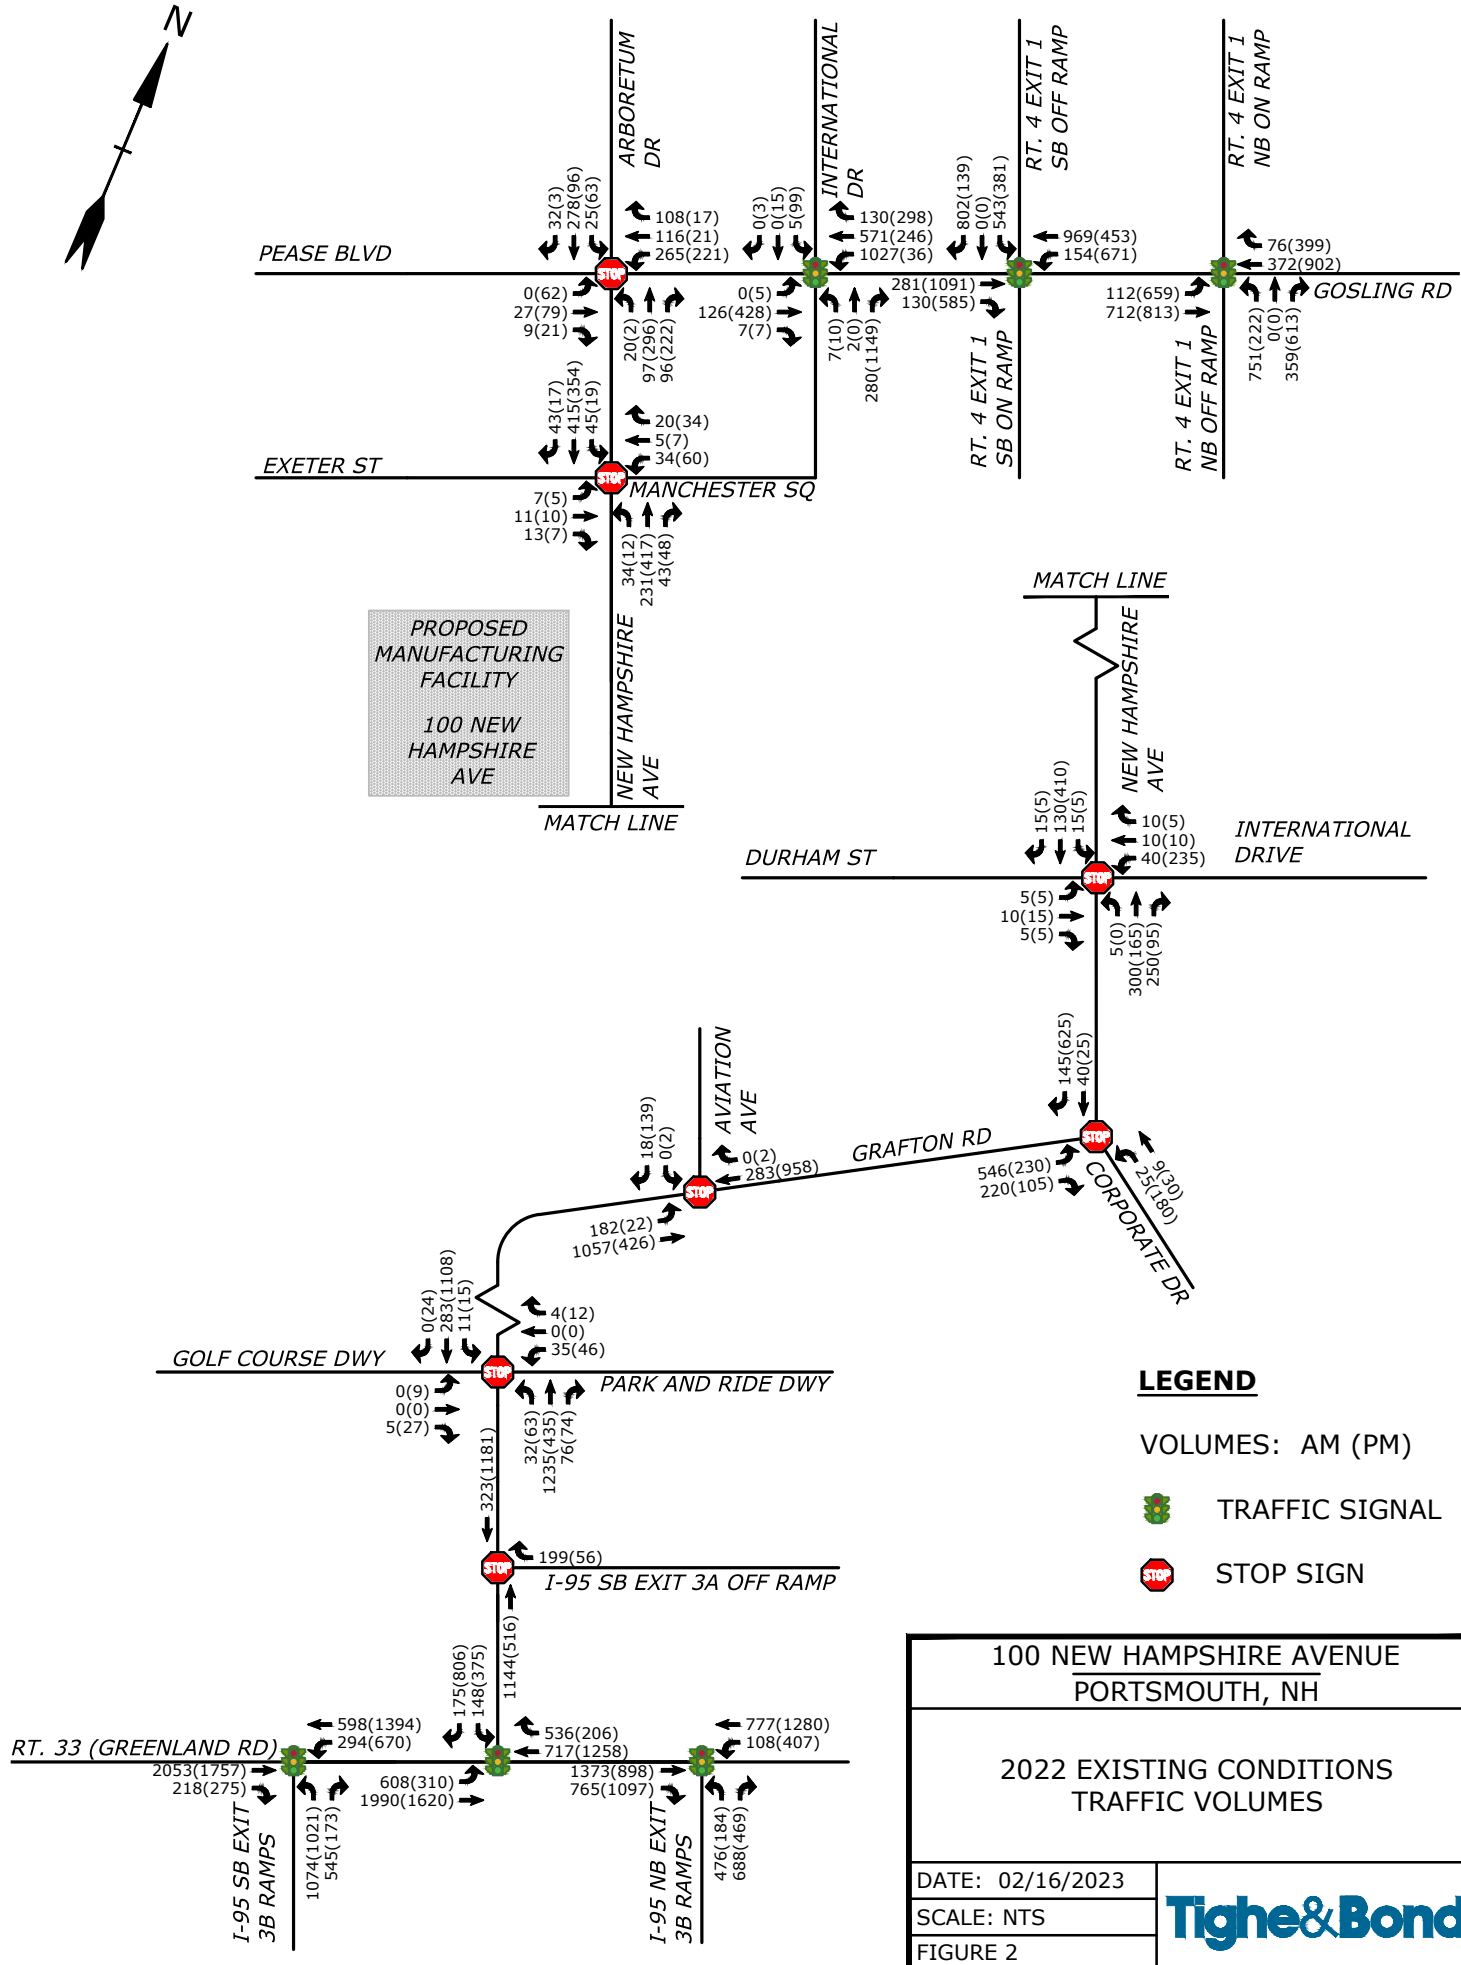 N
ARBORETUM
DR
INTERNATIONAL
DR
RT. 4 EXIT 1
SB OFF RAMP
RT. 4 EXIT 1
NB ON RAMP
PEASE BLVD
32(3)
278(96)
25(63)
108(17)
116(21)
265(221)
STOP
0(62)
27(79)
9(21)
20(2)
97(296)
96(222)
0(3)
0(15)
5(99)
130(298)
571(246)
1027(36)
0(5)
126(428)
7(7)
7(10)
2(0)
280(1149)
802(139)
0(0)
543(381)
969(453)
154(671)
281(1091)
130(585)
RT. 4 EXIT 1
SB ON RAMP
76(399)
372(902)
GOSLING RD
112(659)
712(813)
751(222)
0(0)
359(613)
RT. 4 EXIT 1
NB OFF RAMP
EXETER ST
43(17)
415(354)
45(19)
20(34)
5(7)
34(60)
STOP
MANCHESTER SQ
7(5)
11(10)
13(7)
34(12)
231(417)
43(48)
PROPOSED
MANUFACTURING
FACILITY
100 NEW
HAMPSHIRE
AVE
NEW HAMPSHIRE
AVE
MATCH LINE
MATCH LINE
NEW HAMPSHIRE
AVE
DURHAM ST
15(5)
130(410)
15(5)
10(5)
10(10)
40(235)
INTERNATIONAL
DRIVE
STOP
5(5)
10(15)
5(5)
5(0)
300(165)
250(95)
145(625)
40(25)
STOP
546(230)
220(105)
9(30)
25(180)
CORPORATE DR
GRAFTON RD
AVIATION
AVE
18(139)
0(2)
0(2)
283(958)
STOP
182(22)
1057(426)
0(24)
283(1108)
11(15)
4(12)
0(0)
35(46)
GOLF COURSE DWY
STOP
PARK AND RIDE DWY
0(9)
0(0)
5(27)
32(63)
1235(435)
76(74)
323(1181)
199(56)
STOP
I-95 SB EXIT 3A OFF RAMP
1144(516)
175(806)
148(375)
RT. 33 (GREENLAND RD)
598(1394)
294(670)
2053(1757)
218(275)
1074(1021)
545(173)
I-95 SB EXIT
3B RAMPS
536(206)
717(1258)
608(310)
1990(1620)
777(1280)
108(407)
1373(898)
765(1097)
476(184)
688(469)
I-95 NB EXIT
3B RAMPS
LEGEND
VOLUMES: AM (PM)
TRAFFIC SIGNAL
STOP
STOP SIGN
100 NEW HAMPSHIRE AVENUE
PORTSMOUTH, NH
2022 EXISTING CONDITIONS
TRAFFIC VOLUMES
DATE: 02/16/2023
SCALE: NTS
FIGURE 2
Tighe&Bond